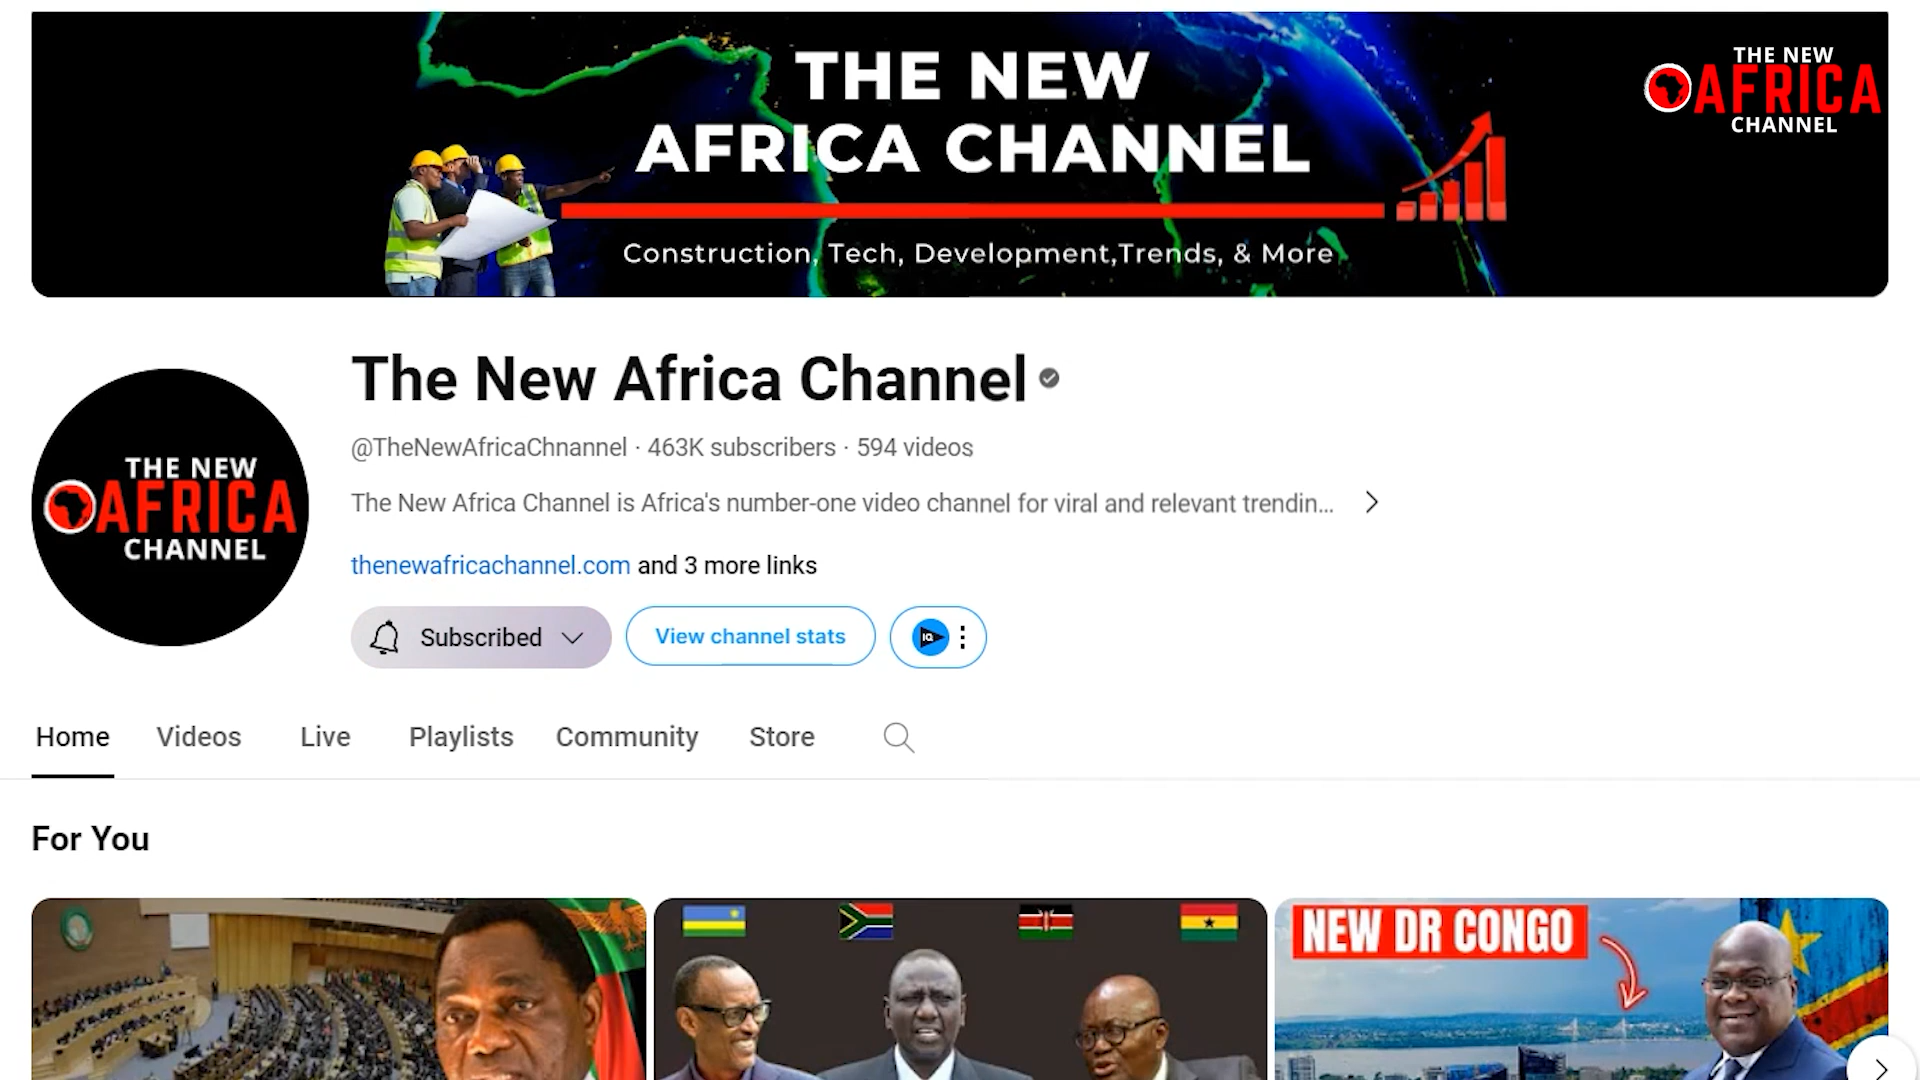 THE NEW
AFRICA CHANNEL
Construction, Tech, Development,Trends, & More
THE NEW
AFRICA
CHANNEL
THE NEW
AFRICA
CHANNEL
The New Africa Channel
@TheNewAfricaChnannel · 463K subscribers · 594 videos
The New Africa Channel is Africa's number-one video channel for viral and relevant trendin...
thenewafricachannel.com and 3 more links
Subscribed
View channel stats
IQ
Home Videos Live Playlists Community Store
For You
NEW DR CONGO